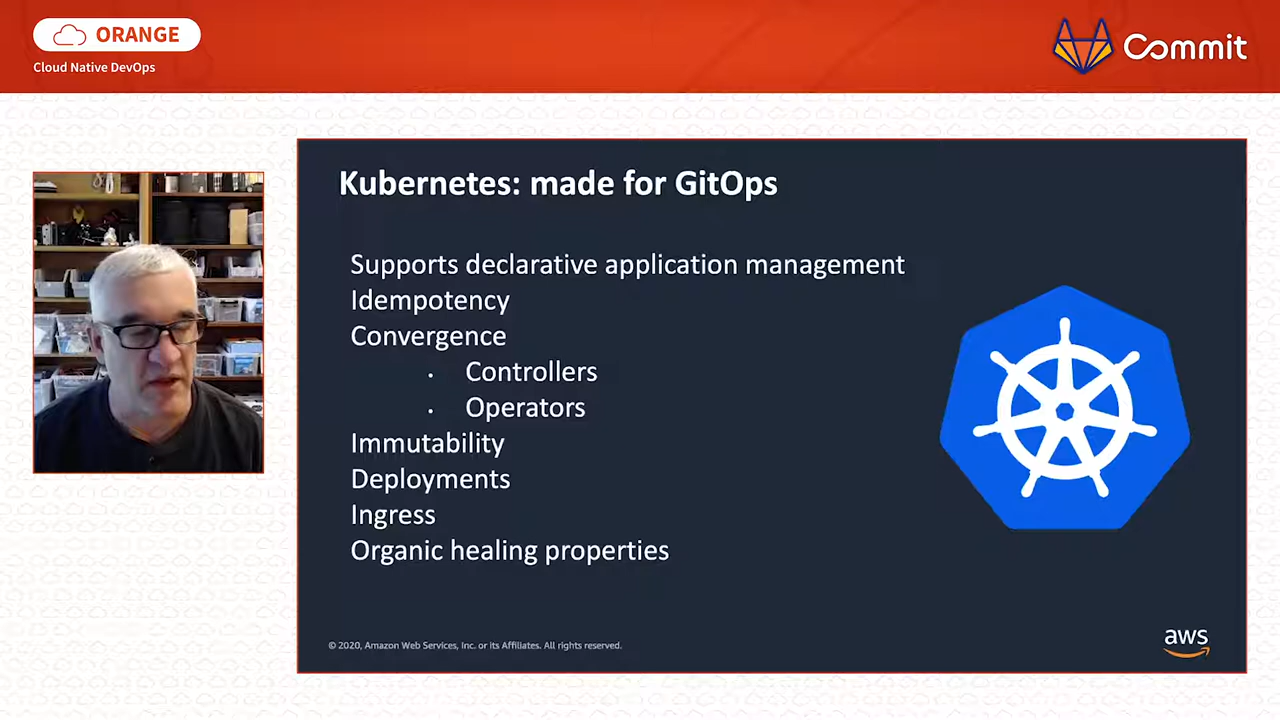 ORANGE
Cloud Native DevOps
Commit
Kubernetes: made for GitOps
Supports declarative application management
Idempotency
Convergence
· Controllers
· Operators
Immutability
Deployments
Ingress
Organic healing properties
© 2020, Amazon Web Services, Inc. or its Affiliates. All rights reserved.
aws